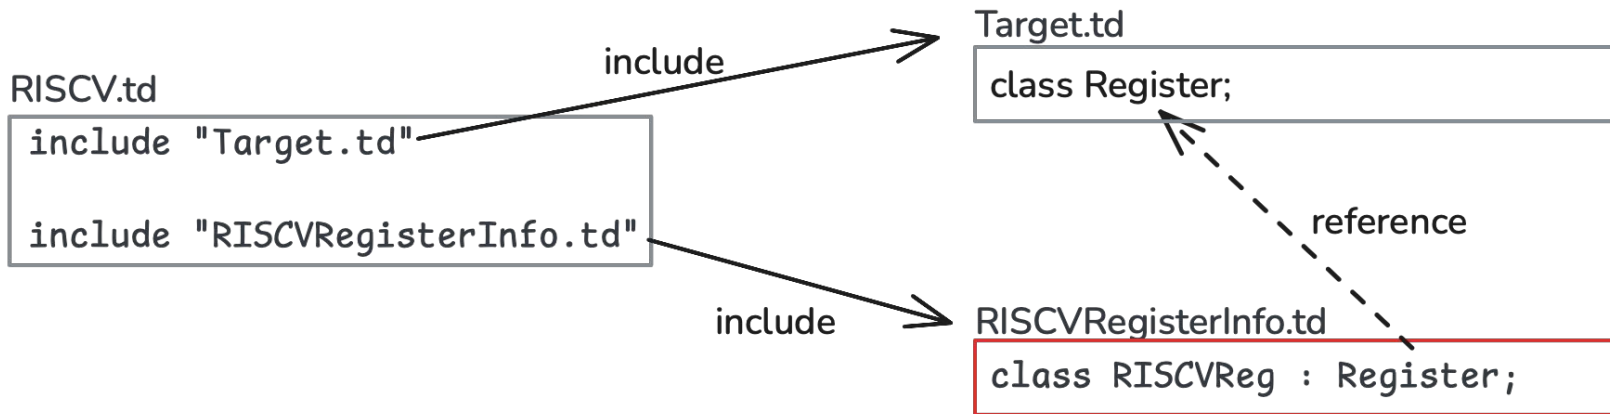 RISCV.td
include "Target.td"
include "RISCVRegisterInfo.td"
include
include
Target.td
class Register;
reference
RISCVRegisterInfo.td
class RISCVReg : Register;